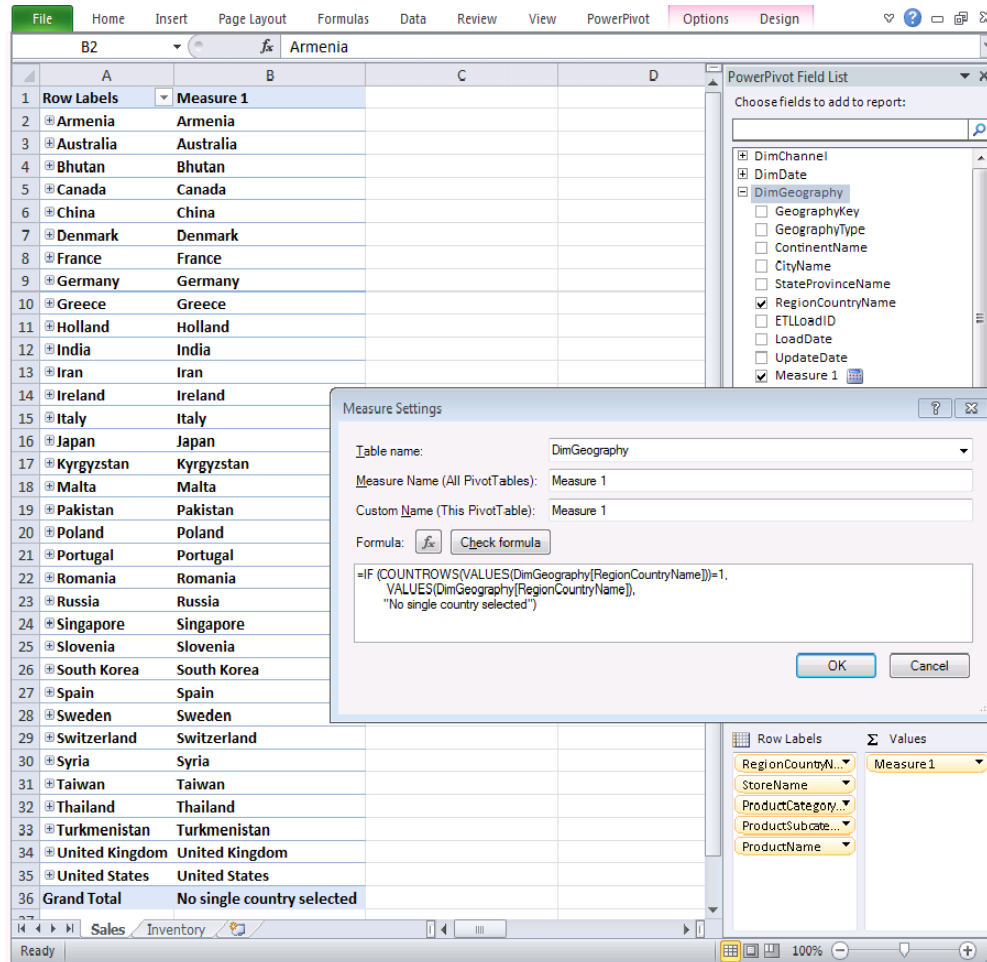 File Home Insert Page Layout Formulas Data Review View PowerPivot Options Design
B2 fx Armenia
A B C D
1 Row Labels Measure 1
2 Armenia Armenia
3 Australia Australia
4 Bhutan Bhutan
5 Canada Canada
6 China China
7 Denmark Denmark
8 France France
9 Germany Germany
10 Greece Greece
11 Holland Holland
12 India India
13 Iran Iran
14 Ireland Ireland
15 Italy Italy
16 Japan Japan
17 Kyrgyzstan Kyrgyzstan
18 Malta Malta
19 Pakistan Pakistan
20 Poland Poland
21 Portugal Portugal
22 Romania Romania
23 Russia Russia
24 Singapore Singapore
25 Slovenia Slovenia
26 South Korea South Korea
27 Spain Spain
28 Sweden Sweden
29 Switzerland Switzerland
30 Syria Syria
31 Taiwan Taiwan
32 Thailand Thailand
33 Turkmenistan Turkmenistan
34 United Kingdom United Kingdom
35 United States United States
36 Grand Total No single country selected
PowerPivot Field List
Choose fields to add to report:
DimChannel
DimDate
DimGeography
GeographyKey
GeographyType
ContinentName
CityName
StateProvinceName
RegionCountryName
ETLLoadID
LoadDate
UpdateDate
Measure 1
Measure Settings
Table name: DimGeography
Measure Name (All PivotTables): Measure 1
Custom Name (This PivotTable): Measure 1
Formula: fx Check formula
=IF (COUNTROWS(VALUES(DimGeography[RegionCountryName]))=1,
VALUES(DimGeography[RegionCountryName]),
"No single country selected")
OK Cancel
Row Labels Σ Values
RegionCountryN... Measure 1
StoreName
ProductCategory...
ProductSubcate...
ProductName
Sales Inventory
Ready 100%